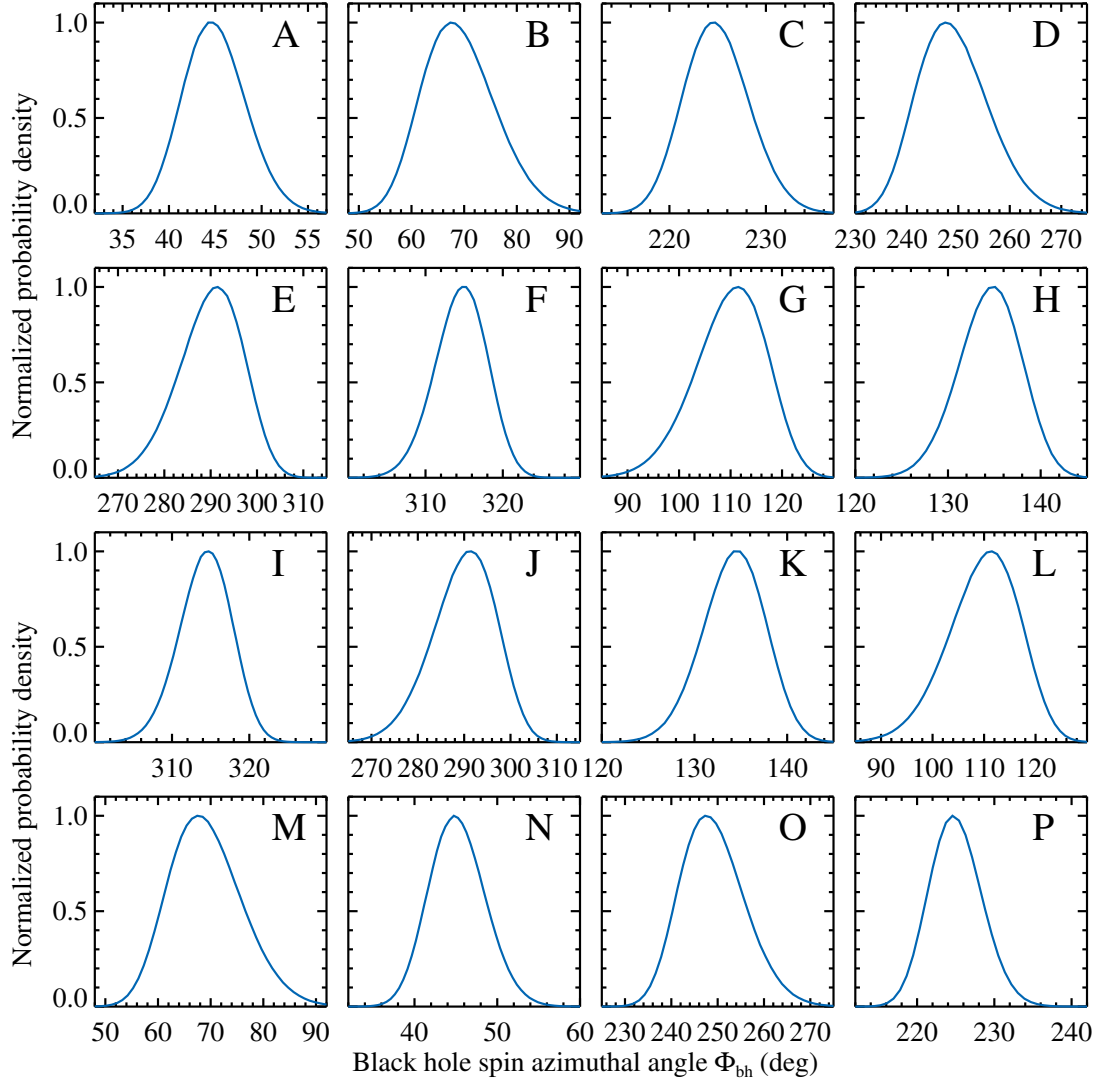 A B C D
1.0
0.5
0.0
35 40 45 50 55 50 60 70 80 90 220 230 230 240 250 260 270
Normalized probability density
E F G H
1.0
0.5
0.0
270 280 290 300 310 310 320 90 100 110 120 120 130 140
I J K L
1.0
0.5
0.0
310 320 270 280 290 300 310 120 130 140 90 100 110 120
Normalized probability density
M N O P
1.0
0.5
0.0
50 60 70 80 90 40 50 60 230 240 250 260 270 220 230 240
Black hole spin azimuthal angle Φbh (deg)